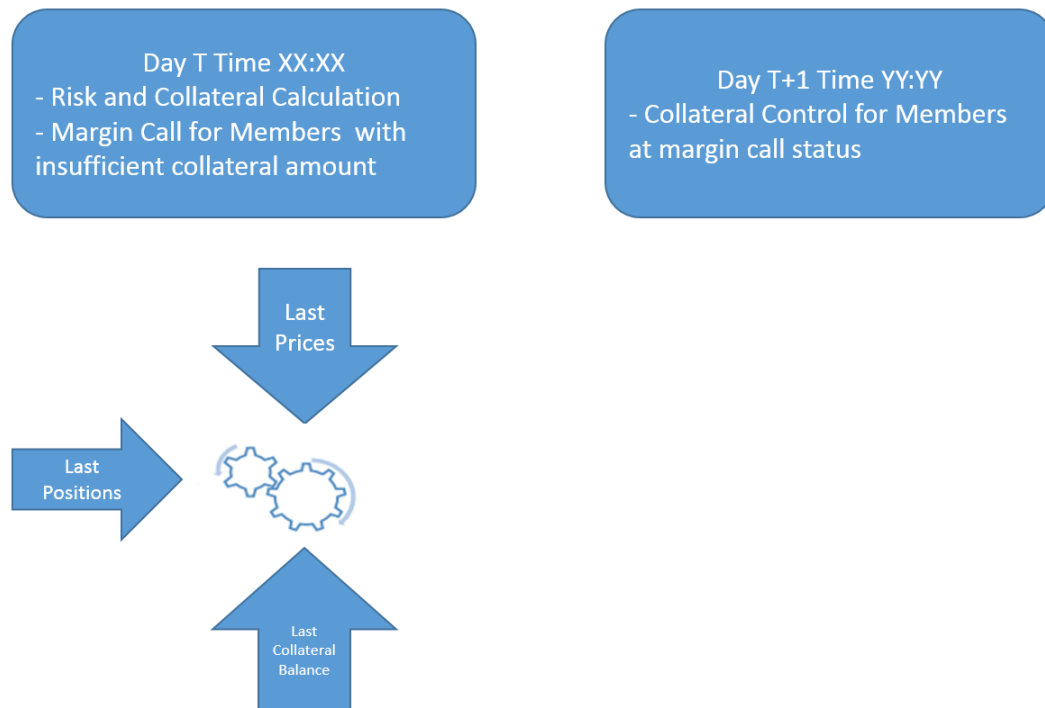 Day T Time XX:XX
- Risk and Collateral Calculation
- Margin Call for Members with
insufficient collateral amount
Day T+1 Time YY:YY
- Collateral Control for Members
at margin call status
Last
Prices
Last
Positions
Last
Collateral
Balance